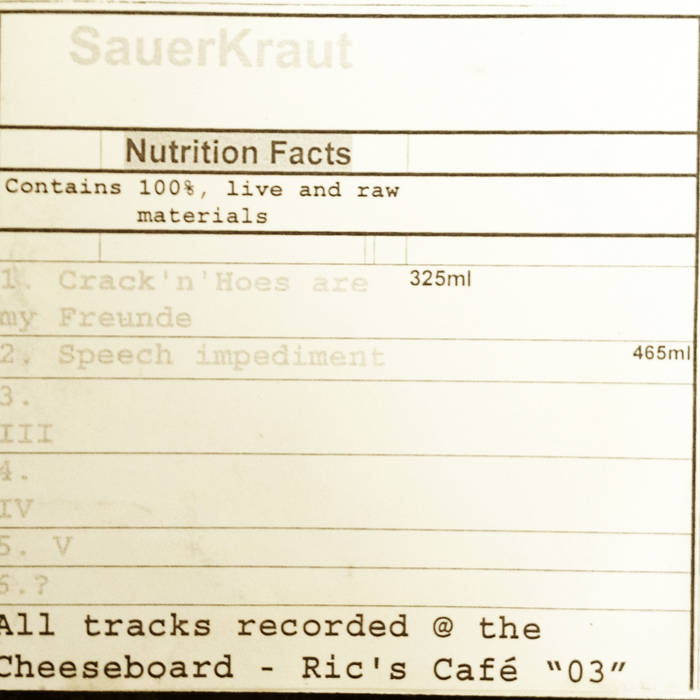 SauerKraut
Nutrition Facts
Contains 100%, live and raw
materials
1. Crack'n'Hoes are 325ml
my Freunde
2. Speech impediment 465ml
3.
III
4.
IV
5. V
6.?
All tracks recorded @ the
Cheeseboard - Ric's Café “03”